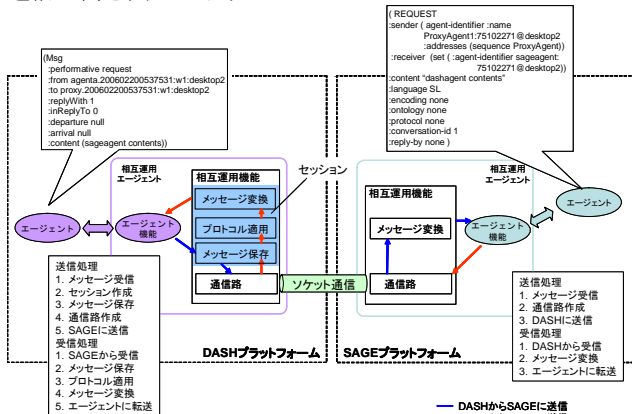 (Msg
:performative request
:from agenta.200602200537531:w1:desktop2
:to proxy.200602200537531:w1:desktop2
:replyWith 1
:inReplyTo 0
:departure null
:arrival null
:content (sageagent contents))
( REQUEST
:sender ( agent-identifier :name
ProxyAgent1:75102271@desktop2
:addresses (sequence ProxyAgent))
:receiver (set ( :agent-identifier sageagent:
75102271@desktop2))
:content "dashagent contents"
:language SL
:encoding none
:ontology none
:protocol none
:conversation-id 1
:reply-by none )
相互運用
エージェント
相互運用機能
メッセージ変換
プロトコル適用
メッセージ保存
通信路
セッション
エージェント
エージェント
機能
ソケット通信
相互運用機能
メッセージ変換
通信路
相互運用
エージェント
エージェント
機能
エージェント
送信処理
1. メッセージ受信
2. セッション作成
3. メッセージ保存
4. 通信路作成
5. SAGEに送信
受信処理
1. SAGEから受信
2. メッセージ保存
3. プロトコル適用
4. メッセージ変換
5. エージェントに転送
送信処理
1. メッセージ受信
2. 通信路作成
3. DASHに送信
受信処理
1. DASHから受信
2. メッセージ変換
3. エージェントに転送
DASHプラットフォーム
SAGEプラットフォーム
DASHからSAGEに送信